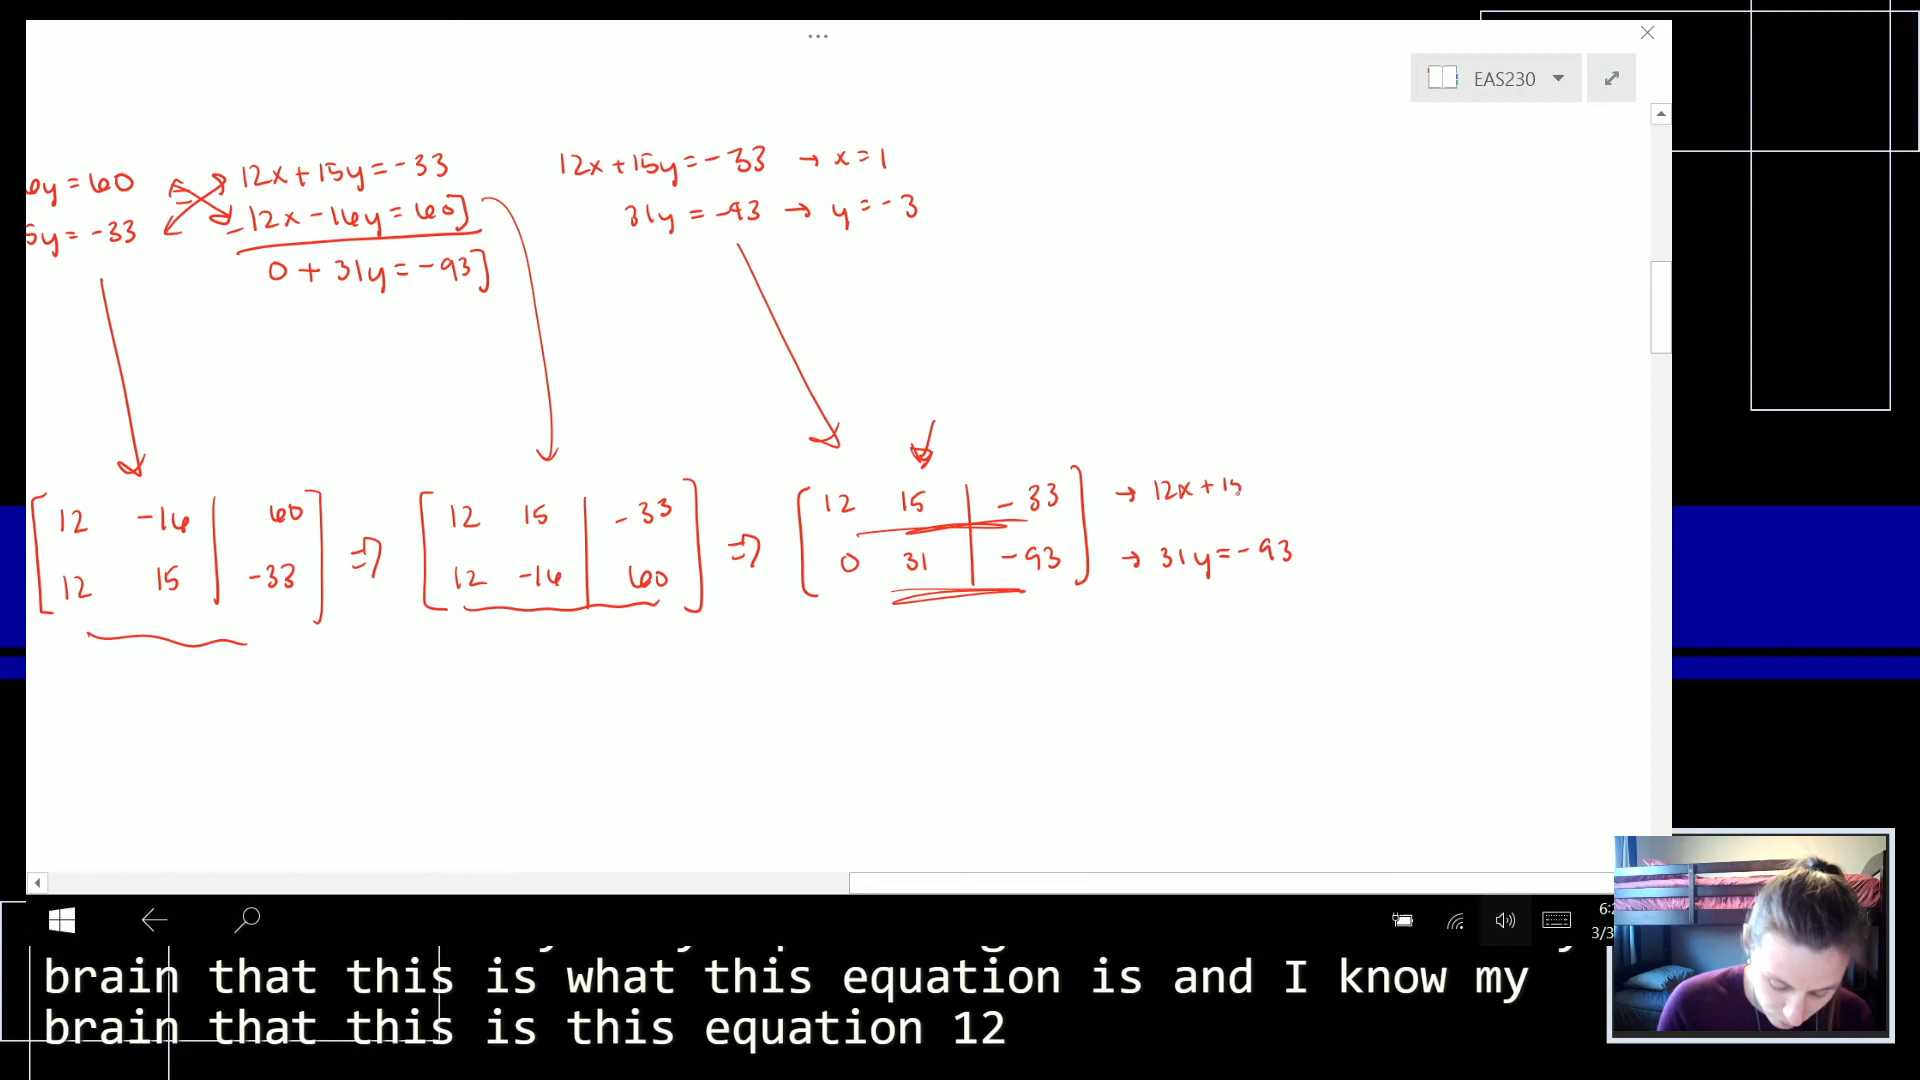 EAS230
6y = 60
5y = -33
12x + 15y = -33
- 12x - 16y = 60]
0 + 31y = -93]
12x + 15y = -33 → x = 1
31y = -93 → y = -3
12 -16 | 60
12 15 | -33
⇒
12 15 | -33
12 -16 | 60
⇒
12 15 | -33 → 12x + 15
0 31 | -93 → 31y = -93
brain that this is what this equation is and I know my
brain that this is this equation 12